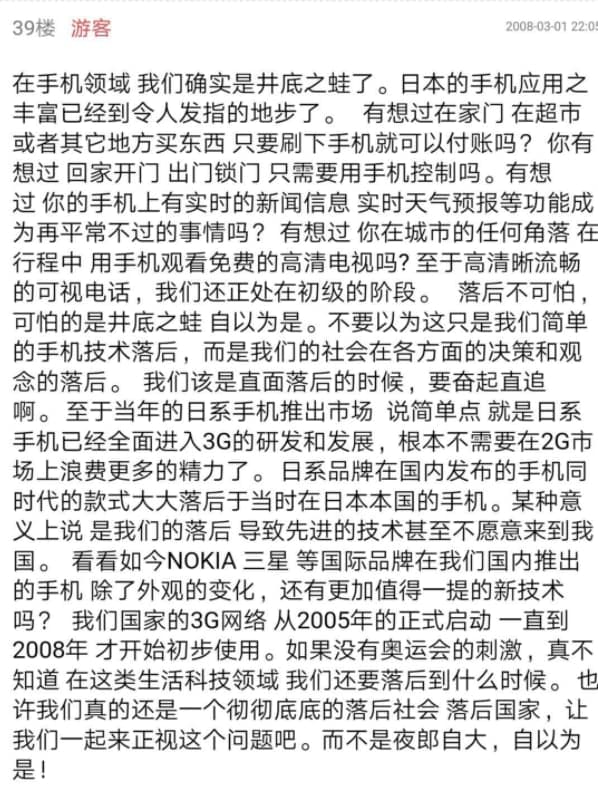 39楼 游客 2008-03-01 22:05
在手机领域 我们确实是井底之蛙了。日本的手机应用之
丰富已经到令人发指的地步了。 有想过在家门 在超市
或者其它地方买东西 只要刷下手机就可以付账吗？ 你有
想过 回家开门 出门锁门 只需要用手机控制吗。有想
过 你的手机上有实时的新闻信息 实时天气预报等功能成
为再平常不过的事情吗？ 有想过 你在城市的任何角落 在
行程中 用手机观看免费的高清电视吗? 至于高清晰流畅
的可视电话，我们还正处在初级的阶段。 落后不可怕，
可怕的是井底之蛙 自以为是。不要以为这只是我们简单
的手机技术落后，而是我们的社会在各方面的决策和观
念的落后。 我们该是直面落后的时候，要奋起直追
啊。 至于当年的日系手机推出市场 说简单点 就是日系
手机已经全面进入3G的研发和发展，根本不需要在2G市
场上浪费更多的精力了。 日系品牌在国内发布的手机同
时代的款式大大落后于当时在日本本国的手机。某种意
义上说 是我们的落后 导致先进的技术甚至不愿意来到我
国。 看看如今NOKIA 三星 等国际品牌在我们国内推出
的手机 除了外观的变化，还有更加值得一提的新技术
吗？ 我们国家的3G网络 从2005年的正式启动 一直到
2008年 才开始初步使用。如果没有奥运会的刺激，真不
知道 在这类生活科技领域 我们还要落后到什么时候。 也
许我们真的还是一个彻彻底底的落后社会 落后国家，让
我们一起来正视这个问题吧。而不是夜郎自大，自以为
是！